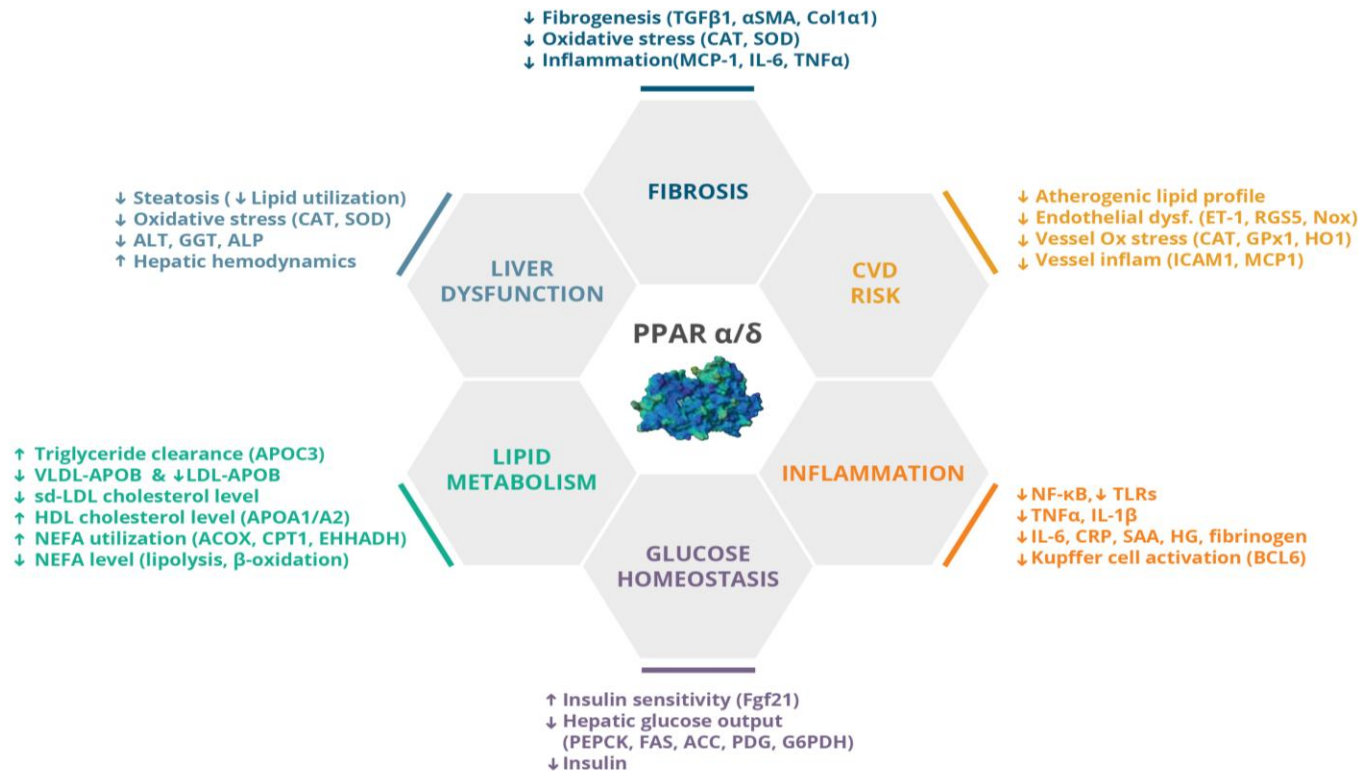 ↓ Fibrogenesis (TGFβ1, αSMA, Col1α1)
↓ Oxidative stress (CAT, SOD)
↓ Inflammation(MCP-1, IL-6, TNFα)
FIBROSIS
↓ Steatosis ( ↓ Lipid utilization)
↓ Oxidative stress (CAT, SOD)
↓ ALT, GGT, ALP
↑ Hepatic hemodynamics
LIVER
DYSFUNCTION
↓ Atherogenic lipid profile
↓ Endothelial dysf. (ET-1, RGS5, Nox)
↓ Vessel Ox stress (CAT, GPx1, HO1)
↓ Vessel inflam (ICAM1, MCP1)
CVD
RISK
PPAR α/δ
↑ Triglyceride clearance (APOC3)
↓ VLDL-APOB & ↓LDL-APOB
↓ sd-LDL cholesterol level
↑ HDL cholesterol level (APOA1/A2)
↑ NEFA utilization (ACOX, CPT1, EHHADH)
↓ NEFA level (lipolysis, β-oxidation)
LIPID
METABOLISM
INFLAMMATION
↓NF-κB,↓ TLRs
↓TNFα, IL-1β
↓IL-6, CRP, SAA, HG, fibrinogen
↓Kupffer cell activation (BCL6)
GLUCOSE
HOMEOSTASIS
↑ Insulin sensitivity (Fgf21)
↓ Hepatic glucose output
(PEPCK, FAS, ACC, PDG, G6PDH)
↓ Insulin